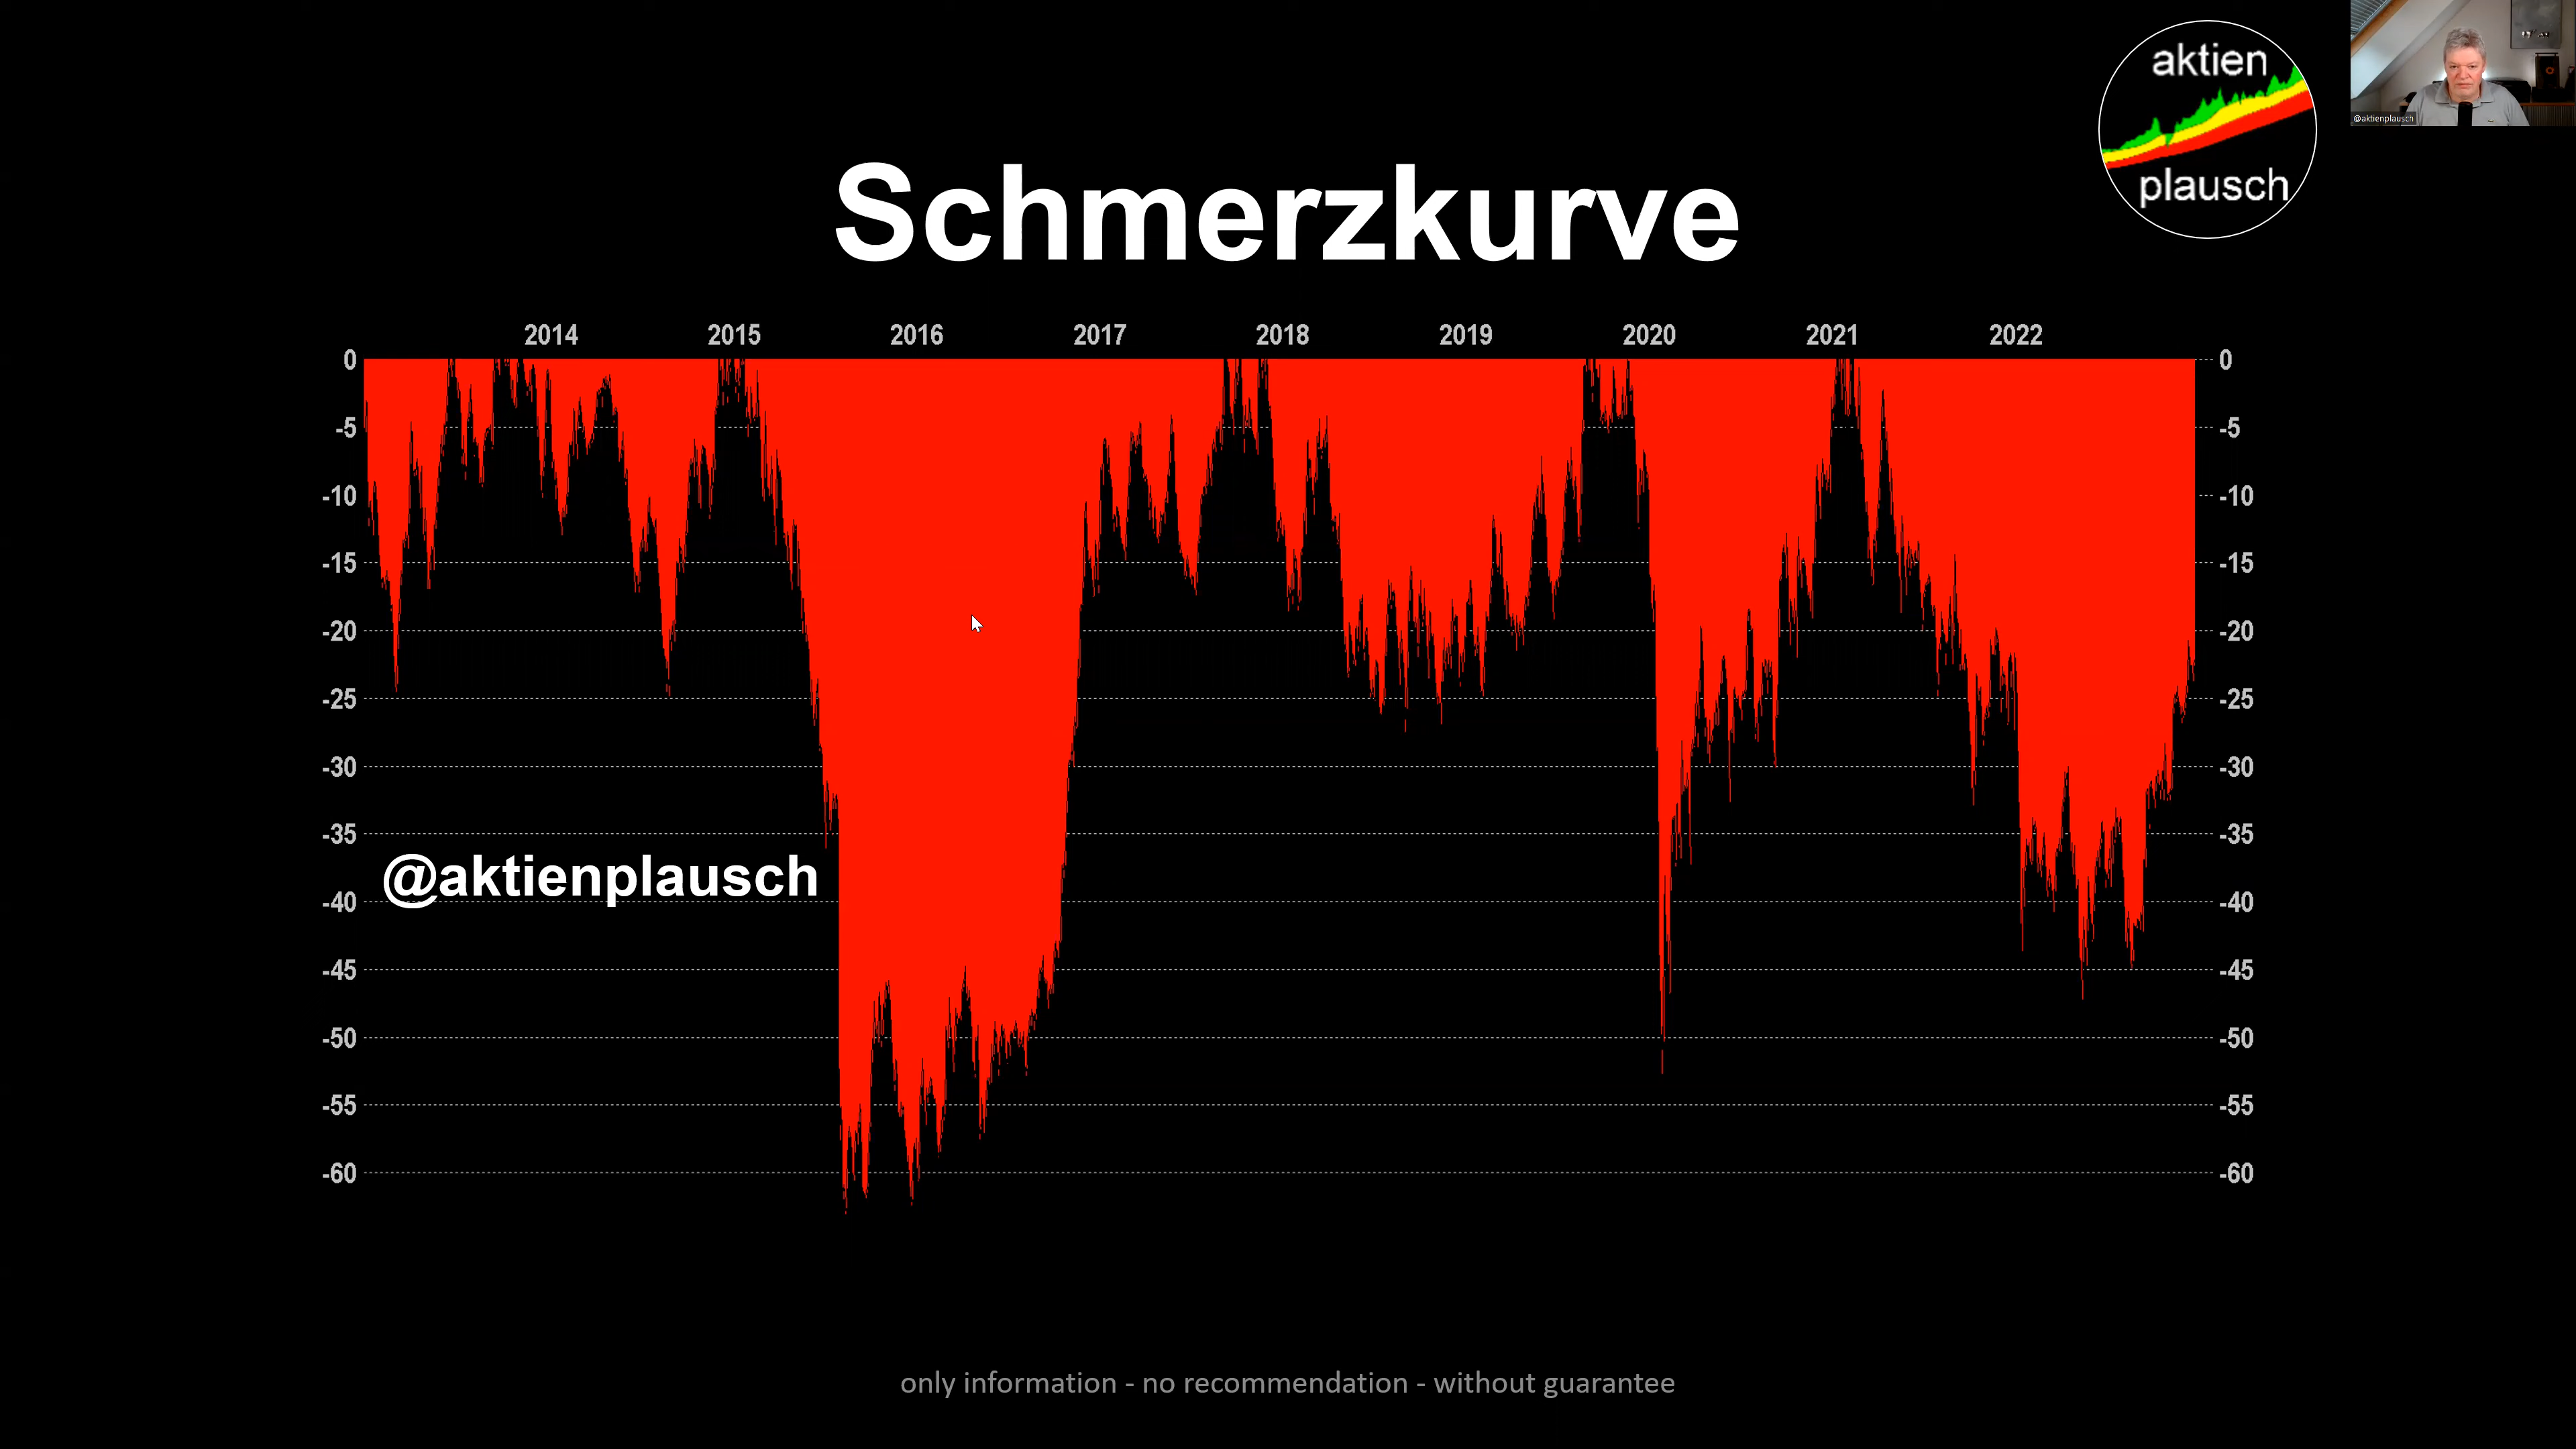 aktien
plausch
@aktienplausch
Schmerzkurve
2014 2015 2016 2017 2018 2019 2020 2021 2022
0 0
-5 -5
-10 -10
-15 -15
-20 -20
-25 -25
-30 -30
-35 -35
@aktienplausch
-40 -40
-45 -45
-50 -50
-55 -55
-60 -60
only information - no recommendation - without guarantee